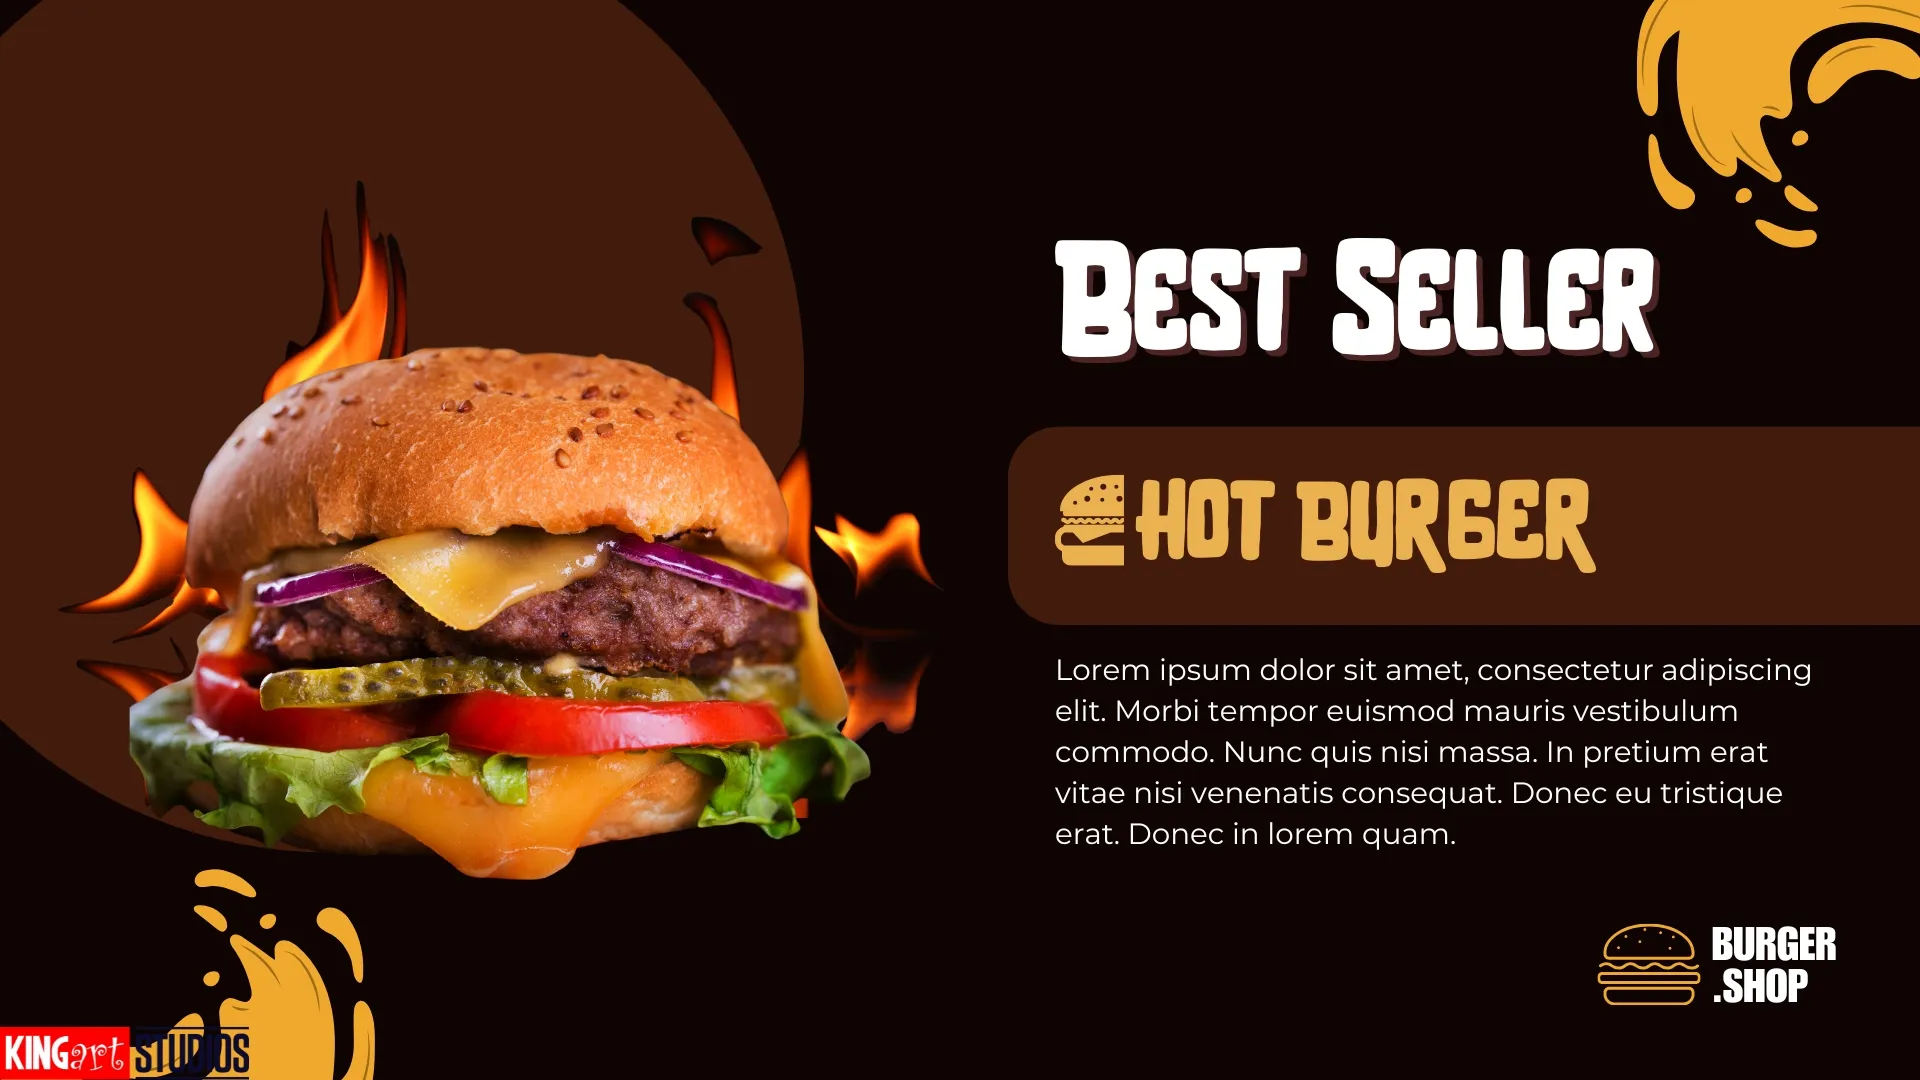 Best Seller
HOT BURGER
Lorem ipsum dolor sit amet, consectetur adipiscing
elit. Morbi tempor euismod mauris vestibulum
commodo. Nunc quis nisi massa. In pretium erat
vitae nisi venenatis consequat. Donec eu tristique
erat. Donec in lorem quam.
BURGER
.SHOP
KINGart STUDIOS